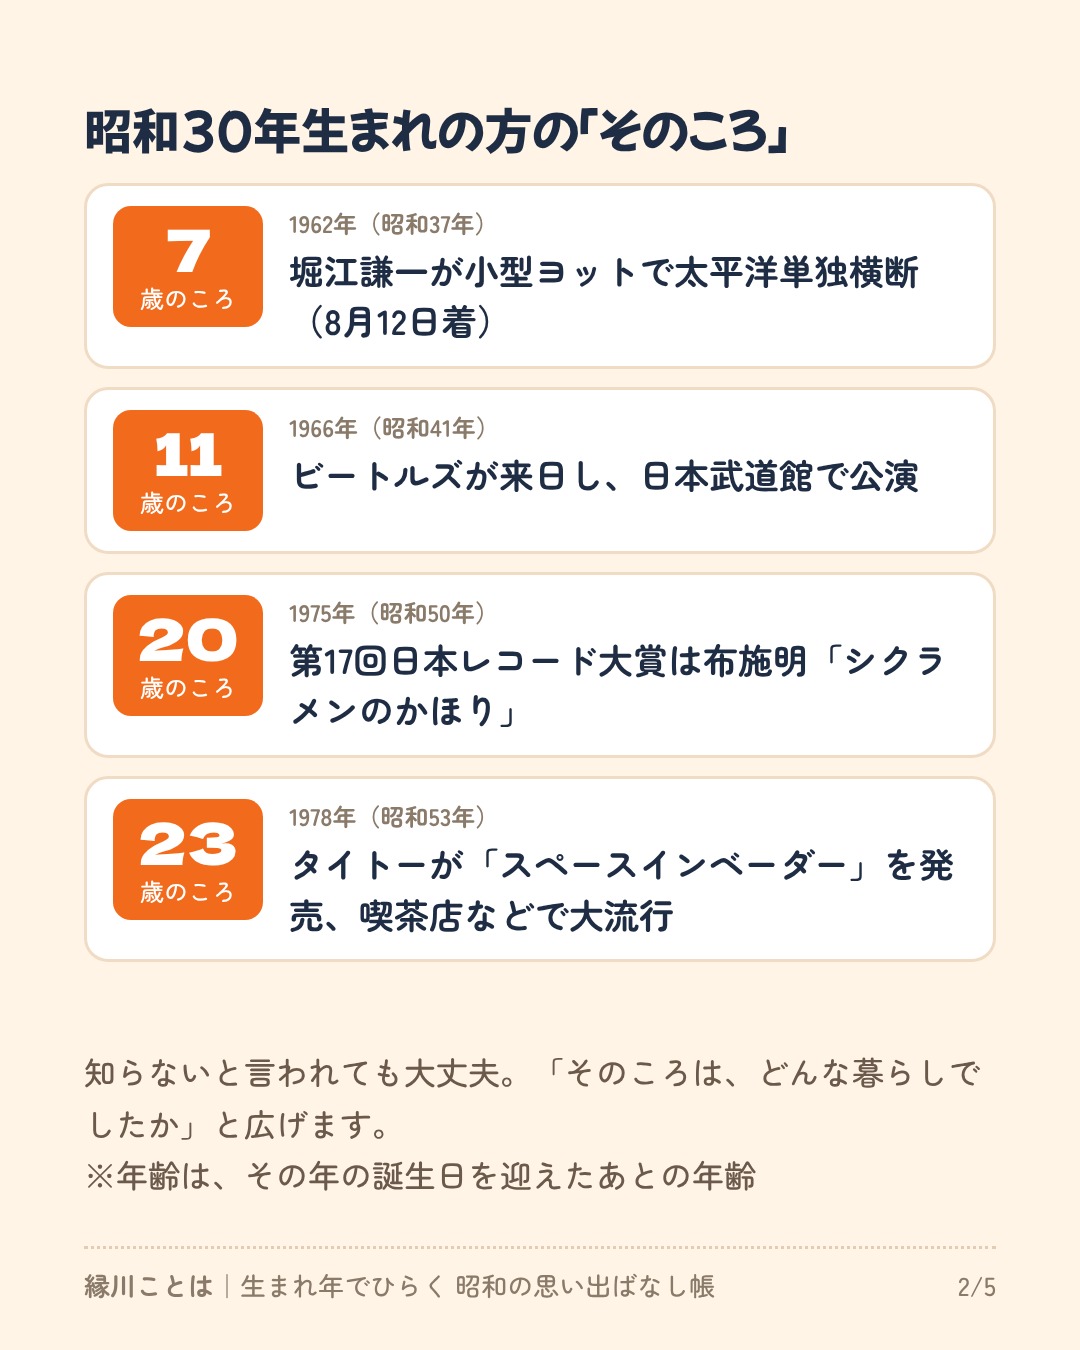 昭和30年生まれの方の「そのころ」
7
歳のころ
1962年（昭和37年）
堀江謙一が小型ヨットで太平洋単独横断
（8月12日着）
11
歳のころ
1966年（昭和41年）
ビートルズが来日し、日本武道館で公演
20
歳のころ
1975年（昭和50年）
第17回日本レコード大賞は布施明「シクラ
メンのかほり」
23
歳のころ
1978年（昭和53年）
タイトーが「スペースインベーダー」を発
売、喫茶店などで大流行
知らないと言われても大丈夫。「そのころは、どんな暮らしで
したか」と広げます。
※年齢は、その年の誕生日を迎えたあとの年齢
縁川ことは｜生まれ年でひらく 昭和の思い出ばなし帳
2/5